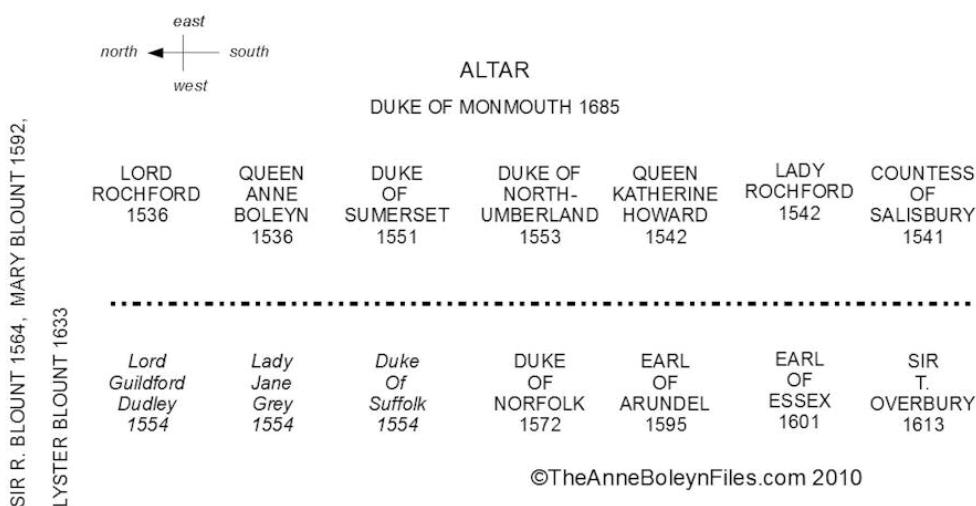 east
north
south
west
ALTAR
DUKE OF MONMOUTH 1685
SIR R. BLOUNT 1564, MARY BLOUNT 1592,
LYSTER BLOUNT 1633
LORD
ROCHFORD
1536
QUEEN
ANNE
BOLEYN
1536
DUKE
OF
SUMERSET
1551
DUKE OF
NORTH-
UMBERLAND
1553
QUEEN
KATHERINE
HOWARD
1542
LADY
ROCHFORD
1542
COUNTESS
OF
SALISBURY
1541
Lord
Guildford
Dudley
1554
Lady
Jane
Grey
1554
Duke
Of
Suffolk
1554
DUKE
OF
NORFOLK
1572
EARL
OF
ARUNDEL
1595
EARL
OF
ESSEX
1601
SIR
T.
OVERBURY
1613
©TheAnneBoleynFiles.com 2010